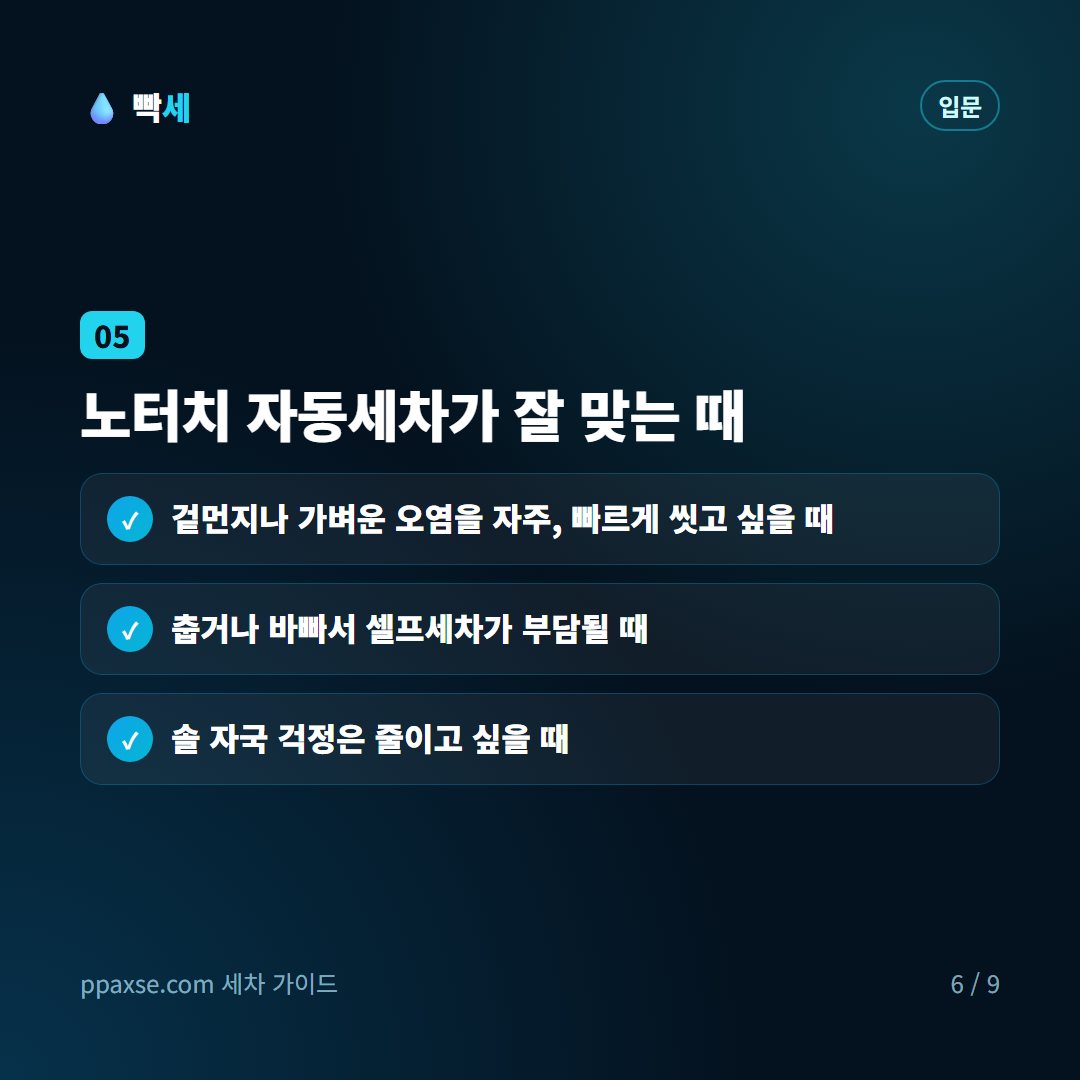 빡세
입문
05
노터치 자동세차가 잘 맞는 때
겉먼지나 가벼운 오염을 자주, 빠르게 씻고 싶을 때
춥거나 바빠서 셀프세차가 부담될 때
솔 자국 걱정은 줄이고 싶을 때
ppaxse.com 세차 가이드
6 / 9